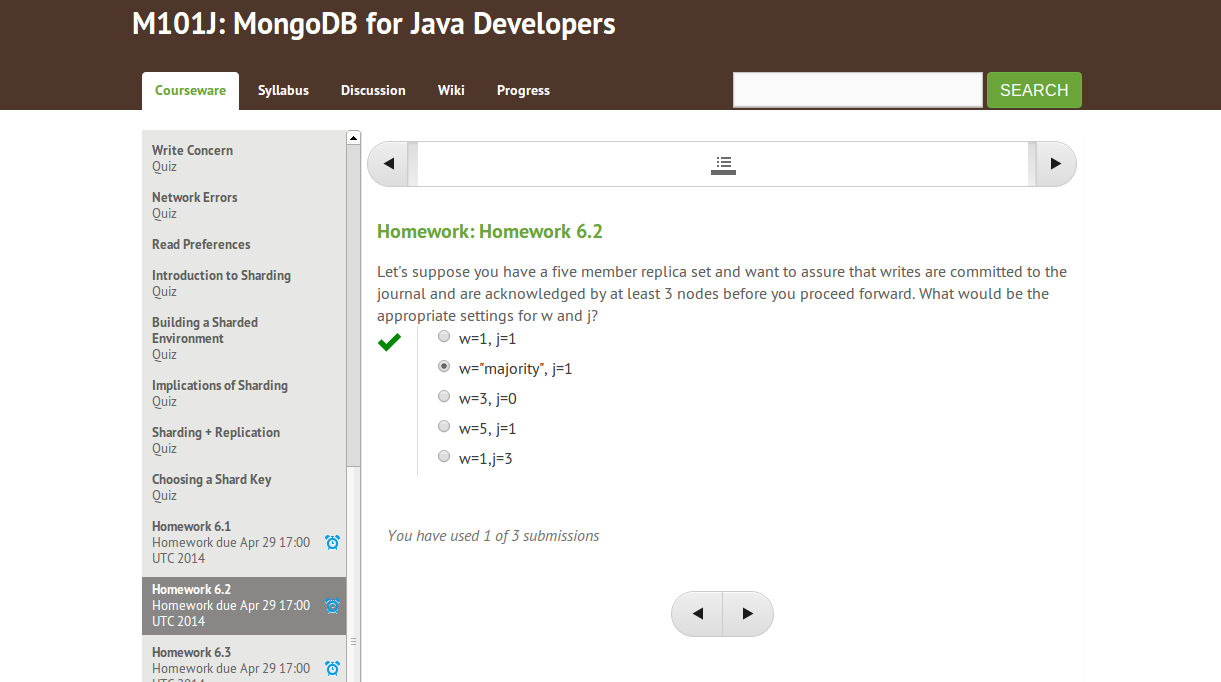 M101J: MongoDB for Java Developers
Courseware
Syllabus
Discussion
Wiki
Progress
SEARCH
Write Concern
Quiz
Network Errors
Quiz
Read Preferences
Introduction to Sharding
Quiz
Building a Sharded
Environment
Quiz
Implications of Sharding
Quiz
Sharding + Replication
Quiz
Choosing a Shard Key
Quiz
Homework 6.1
Homework due Apr 29 17:00
UTC 2014
Homework 6.2
Homework due Apr 29 17:00
UTC 2014
Homework 6.3
Homework due Apr 29 17:00
UTC 2014
Homework: Homework 6.2
Let's suppose you have a five member replica set and want to assure that writes are committed to the
journal and are acknowledged by at least 3 nodes before you proceed forward. What would be the
appropriate settings for w and j?
w=1, j=1
w="majority", j=1
w=3, j=0
w=5, j=1
w=1,j=3
You have used 1 of 3 submissions